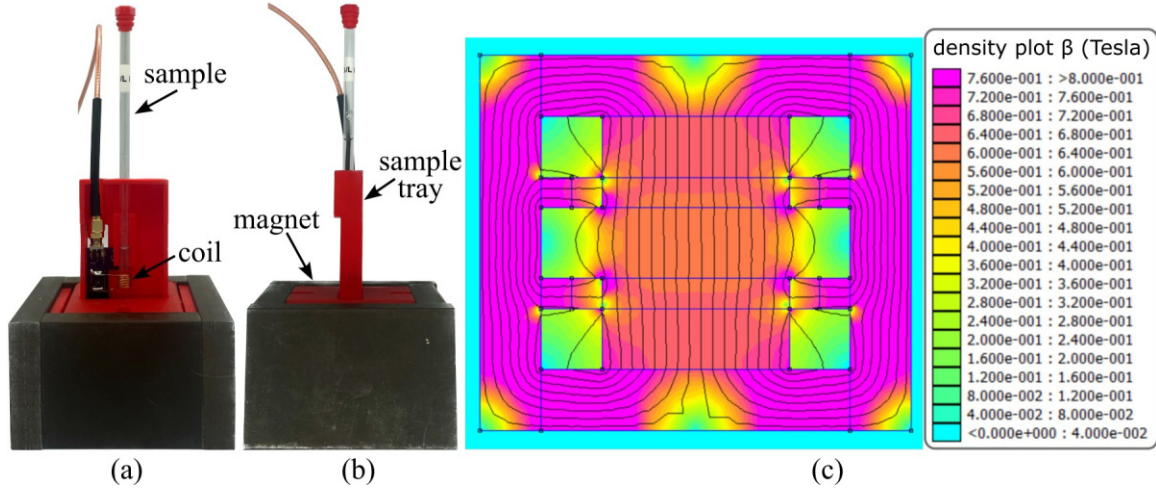 sample
sample
tray
magnet
coil
(a)
(b)
(c)
density plot β (Tesla)
7.600e-001 : >8.000e-001
7.200e-001 : 7.600e-001
6.800e-001 : 7.200e-001
6.400e-001 : 6.800e-001
6.000e-001 : 6.400e-001
5.600e-001 : 6.000e-001
5.200e-001 : 5.600e-001
4.800e-001 : 5.200e-001
4.400e-001 : 4.800e-001
4.000e-001 : 4.400e-001
3.600e-001 : 4.000e-001
3.200e-001 : 3.600e-001
2.800e-001 : 3.200e-001
2.400e-001 : 2.800e-001
2.000e-001 : 2.400e-001
1.600e-001 : 2.000e-001
1.200e-001 : 1.600e-001
8.000e-002 : 1.200e-001
4.000e-002 : 8.000e-002
<0.000e+000 : 4.000e-002